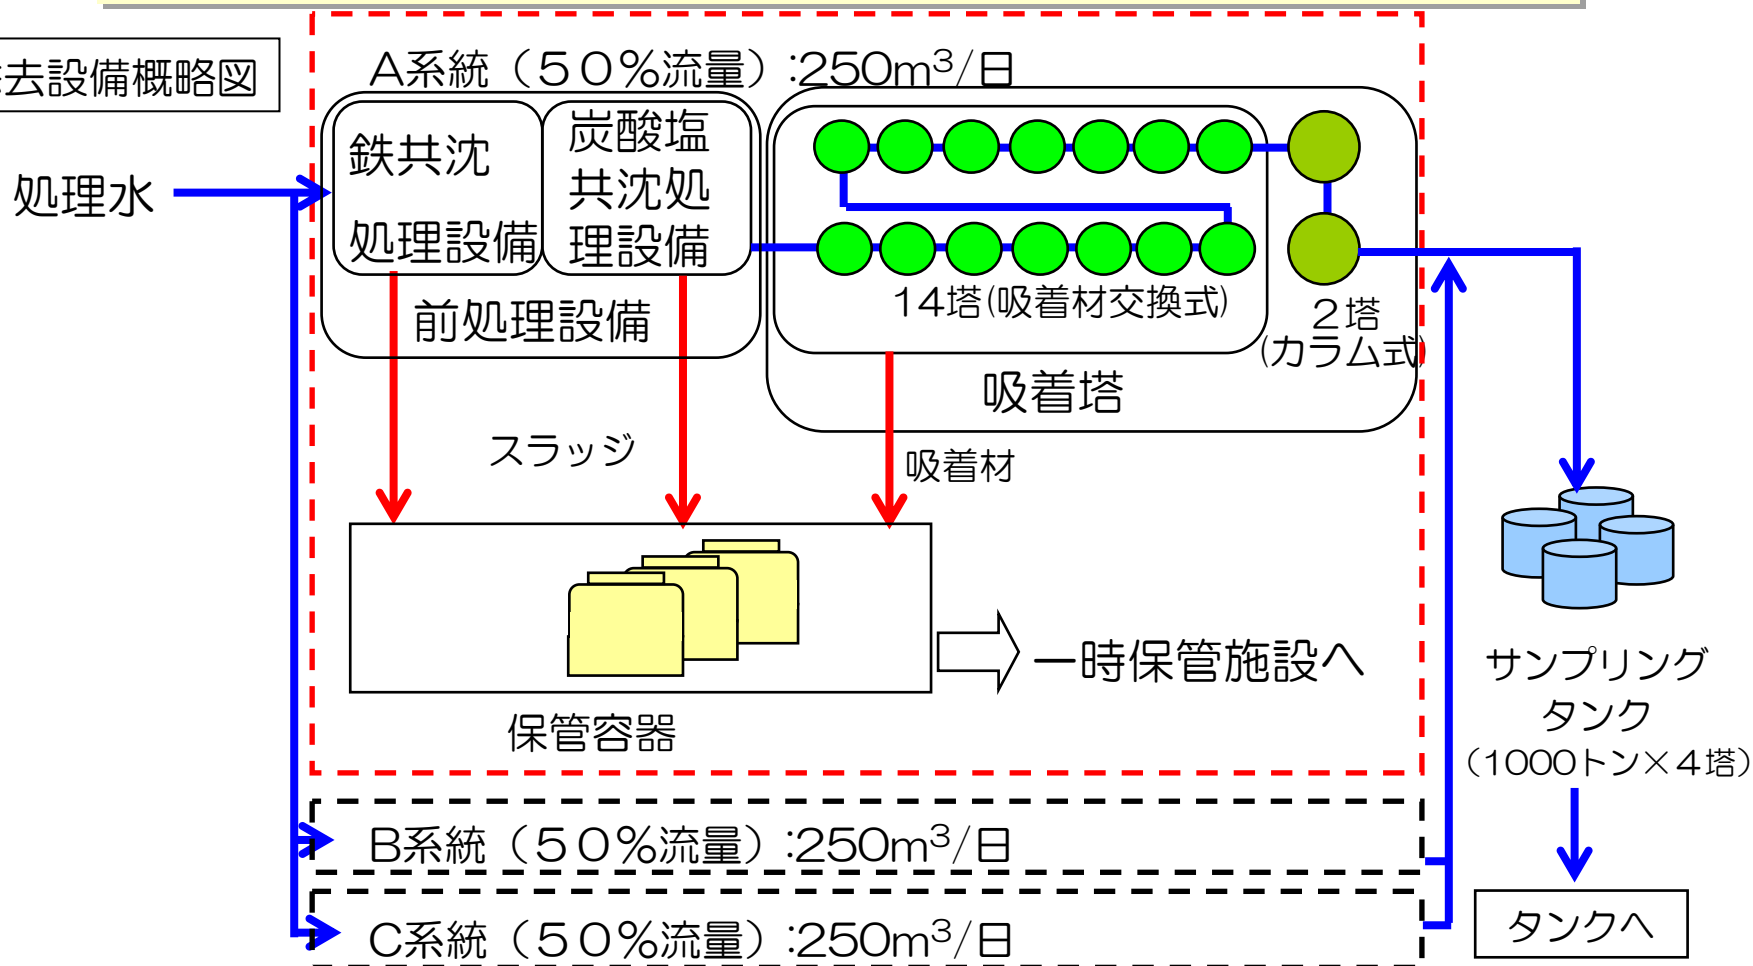 去設備概略図
A系統（５０％流量）:250m³/日
処理水
鉄共沈
処理設備
炭酸塩
共沈処
理設備
前処理設備
14塔(吸着材交換式)
２塔
(カラム式)
吸着塔
スラッジ
吸着材
保管容器
一時保管施設へ
サンプリング
タンク
（1000トン×４塔）
タンクへ
B系統（５０％流量）:250m³/日
C系統（５０％流量）:250m³/日